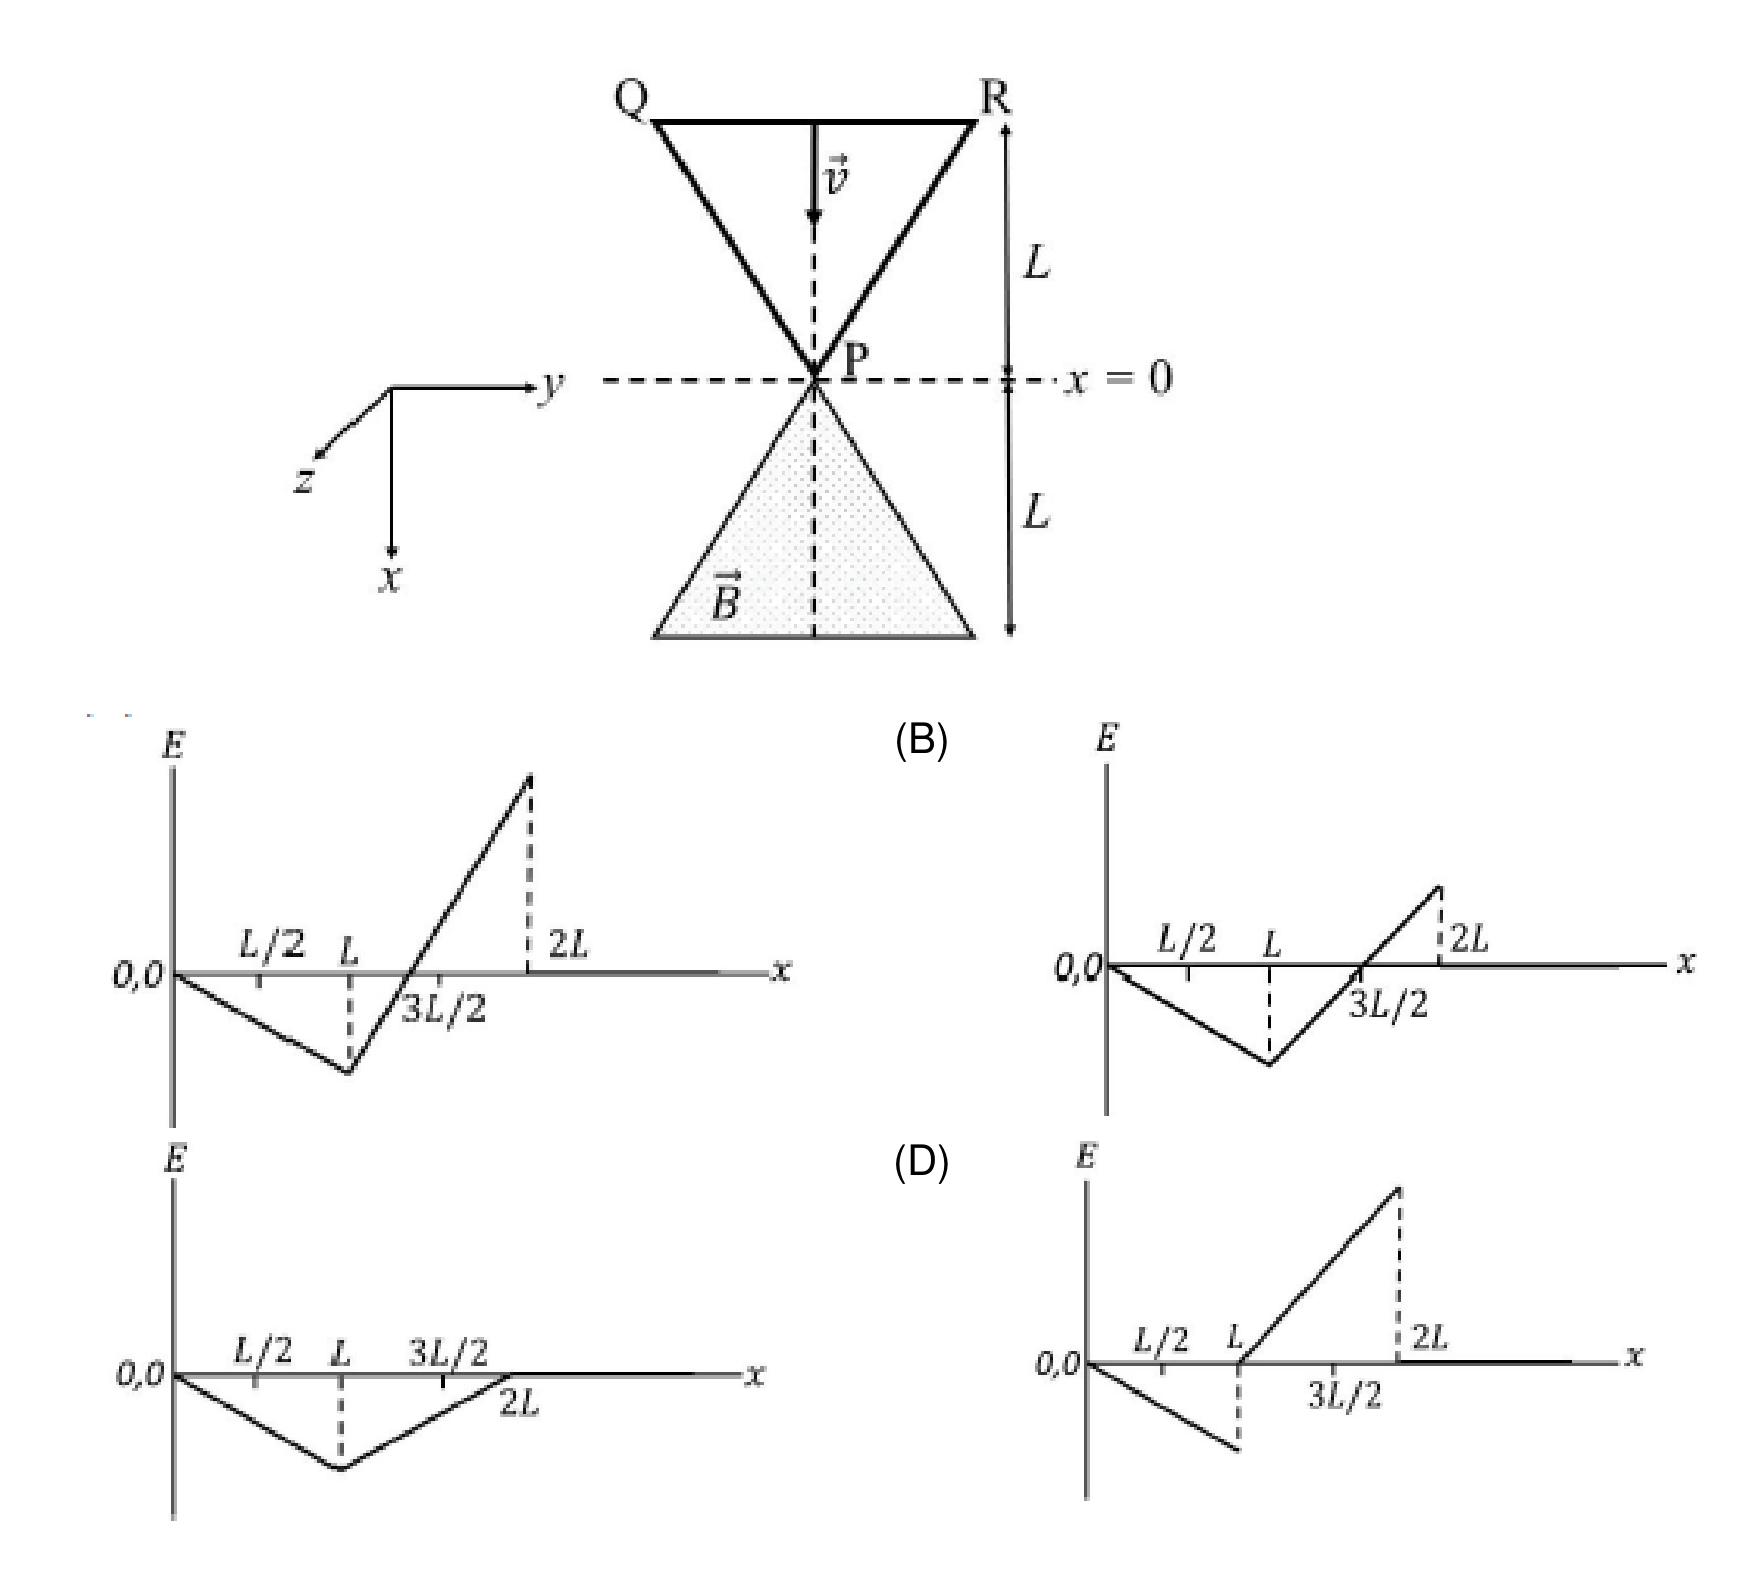 Q R
v⃗
L
P
x = 0
y
z
x
L
B⃗
(B)
E E
L/2 L 2L L/2 L 2L
0,0 x 0,0 x
3L/2 3L/2
E (D) E
L/2 L 3L/2 L/2 L 2L
0,0 x 0,0 x
2L 3L/2